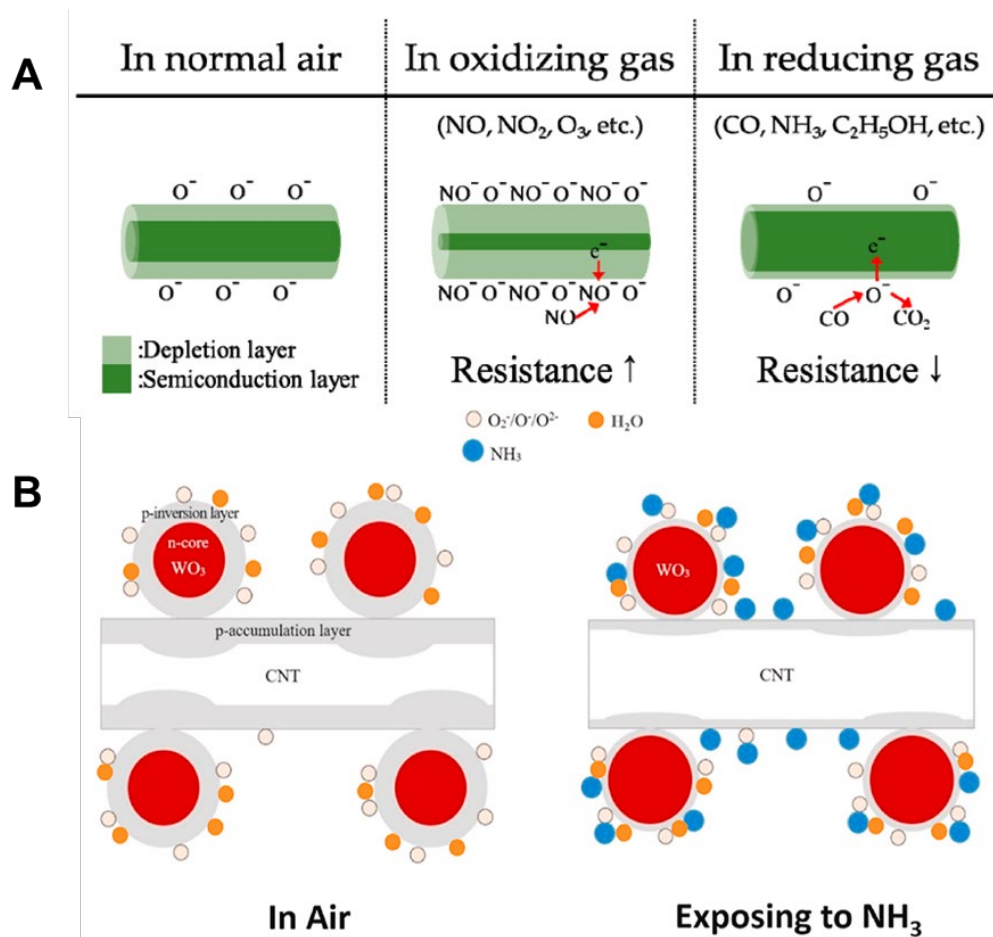 A
In normal air
In oxidizing gas
In reducing gas
(NO, NO₂, O₃, etc.)
(CO, NH₃, C₂H₅OH, etc.)
O⁻ O⁻ O⁻
NO⁻ O⁻ NO⁻ O⁻ NO⁻ O⁻
O⁻ O⁻
e⁻
e⁻
O⁻ O⁻ O⁻
NO⁻ O⁻ NO⁻ O⁻ NO⁻ O⁻
O⁻ O⁻
NO
CO CO₂
:Depletion layer
:Semiconduction layer
Resistance ↑
Resistance ↓
O₂⁻/O⁻/O²⁻
H₂O
NH₃
B
p-inversion layer
n-core
WO₃
WO₃
p-accumulation layer
CNT
CNT
In Air
Exposing to NH₃